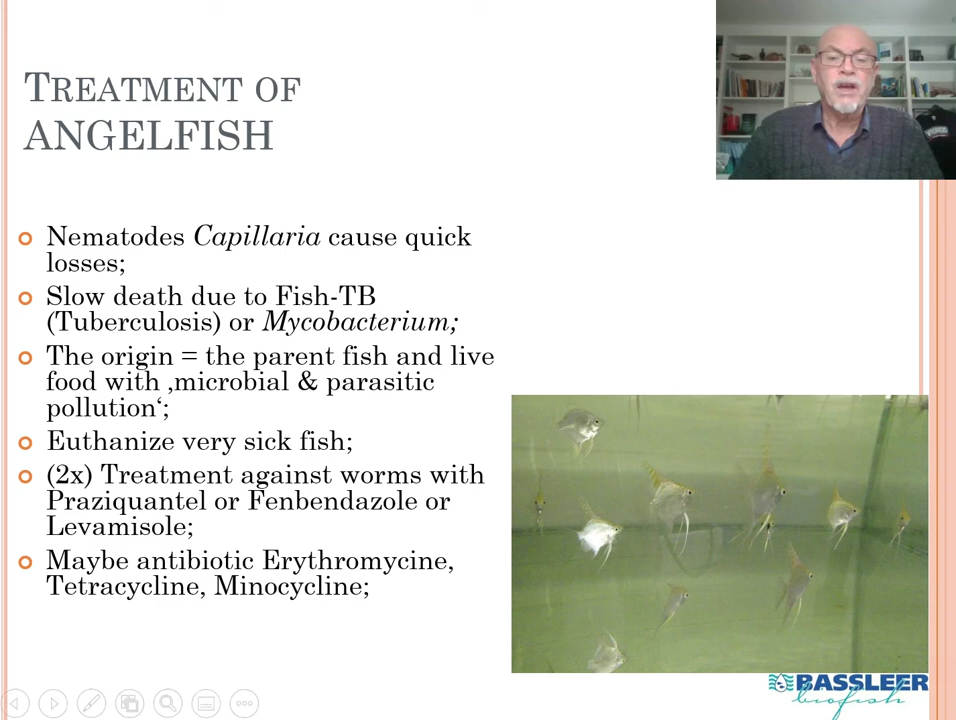 TREATMENT OF
ANGELFISH
Nematodes Capillaria cause quick
losses;
Slow death due to Fish-TB
(Tuberculosis) or Mycobacterium;
The origin = the parent fish and live
food with ‚microbial & parasitic
pollution‘;
Euthanize very sick fish;
(2x) Treatment against worms with
Praziquantel or Fenbendazole or
Levamisole;
Maybe antibiotic Erythromycine,
Tetracycline, Minocycline;
BASSLEER
biofish